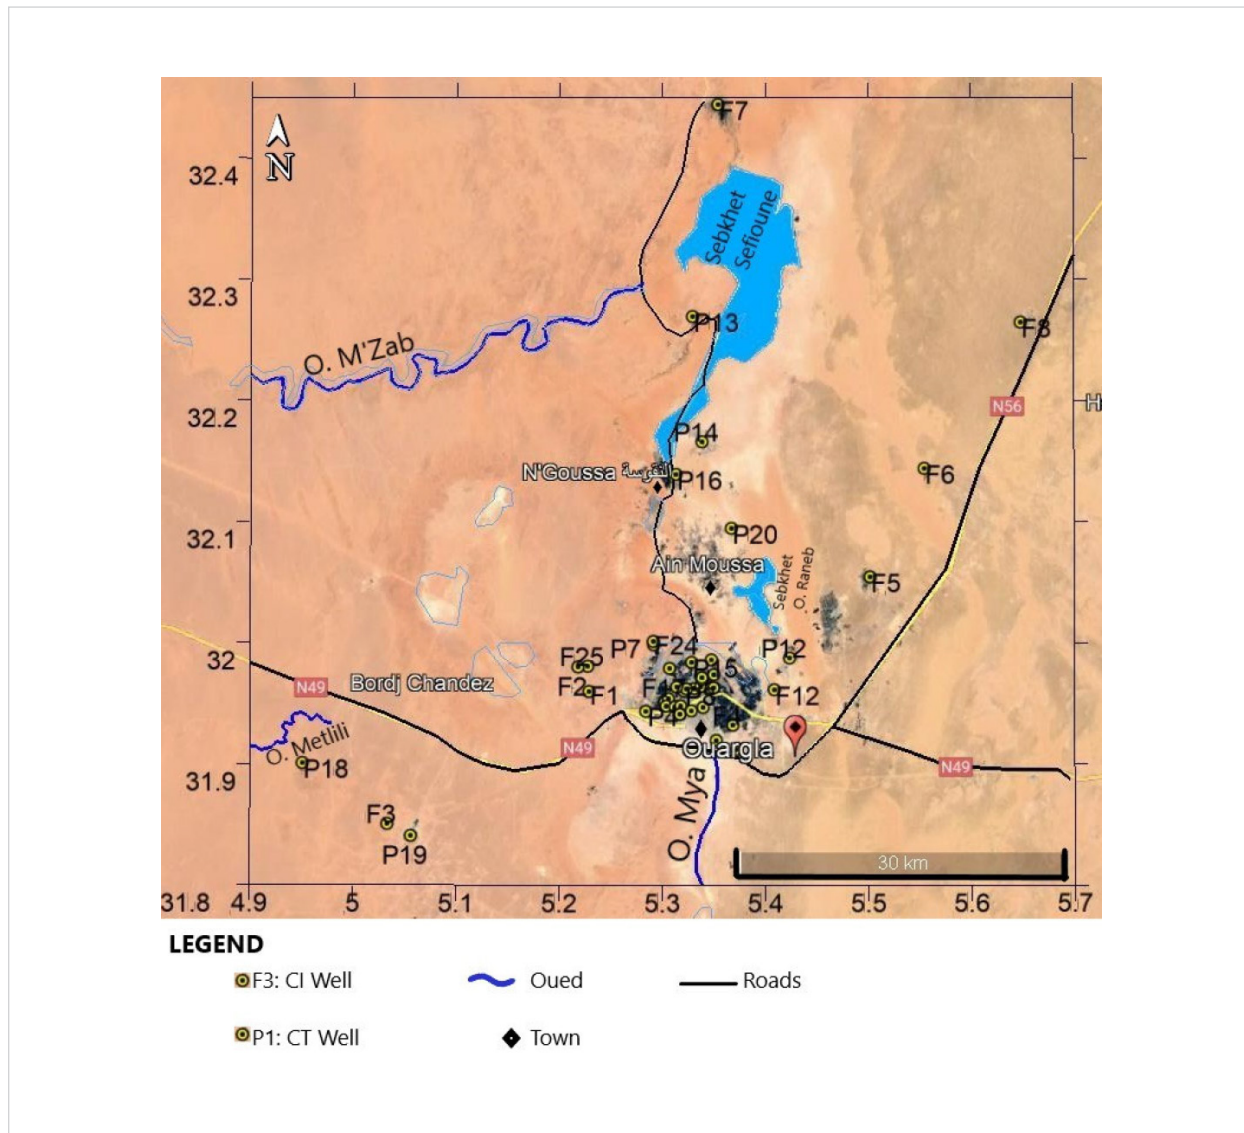 F7
N
32.4
Sebkhet
Sefioune
32.3
P13
F8
O. M'Zab
N56
H
32.2
P14
N'Goussa النقوسة
P16
F6
P20
32.1
Ain Moussa
Sebkhet
O. Raneb
F5
P7
F24
P12
F25
32
P15
Bordj Chandez
F2
F1
F12
N49
P4
F4
O. Metlili
N49
Ouargla
N49
P18
31.9
O. Mya
F3
P19
30 km
31.8
4.9
5
5.1
5.2
5.3
5.4
5.5
5.6
5.7
LEGEND
F3: CI Well
Oued
Roads
P1: CT Well
Town